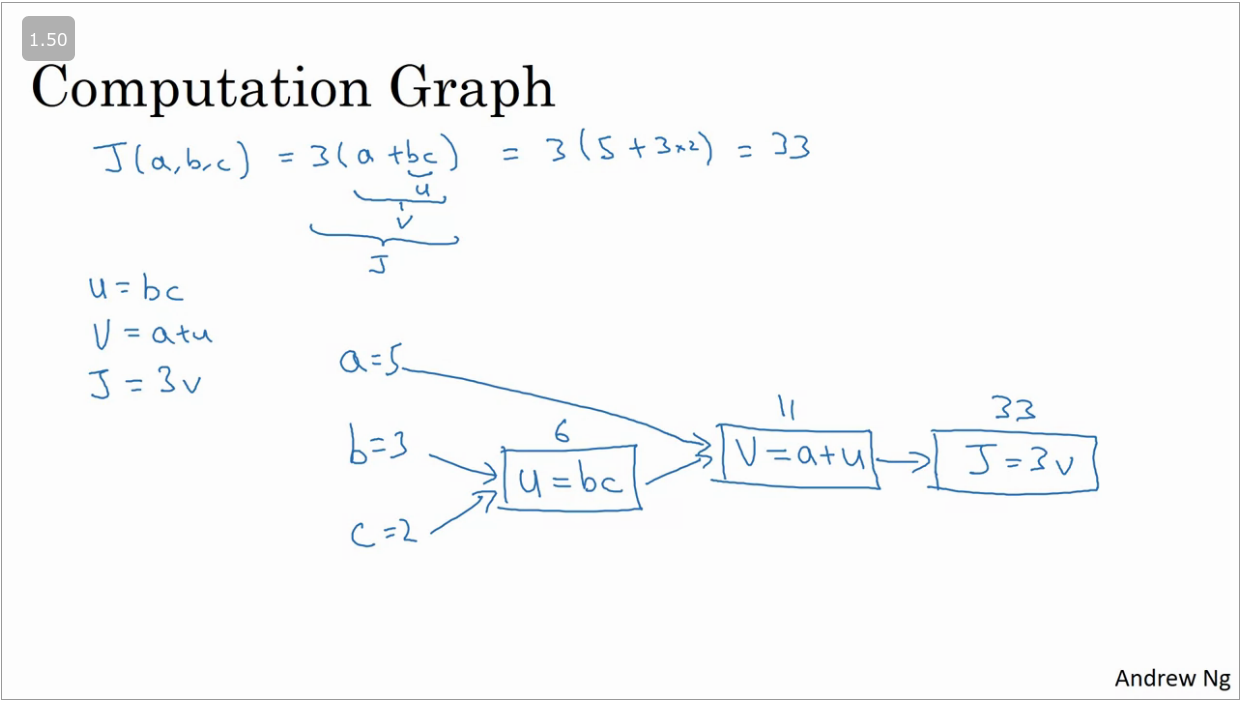 1.50
Computation Graph
J(a,b,c) = 3(a+bc) = 3(5+3×2) = 33
u
v
J
u = bc
V = a+u
J = 3v
a=5
11
33
b=3
6
V=a+u
J=3v
u=bc
c=2
Andrew Ng